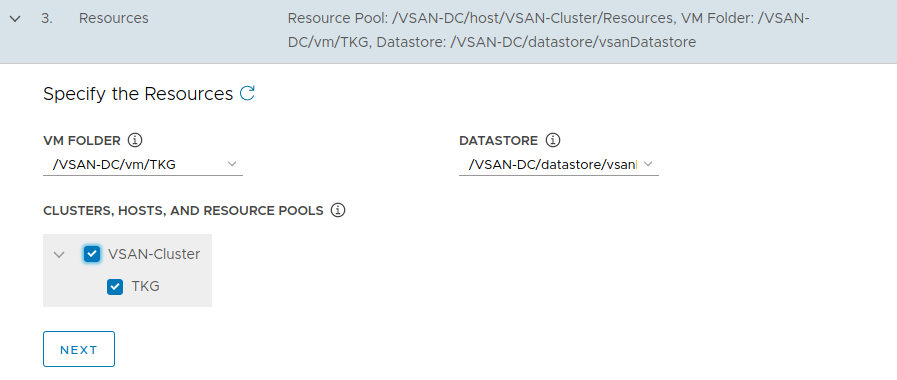 3. Resources Resource Pool: /VSAN-DC/host/VSAN-Cluster/Resources, VM Folder: /VSAN-
DC/vm/TKG, Datastore: /VSAN-DC/datastore/vsanDatastore
Specify the Resources
VM FOLDER DATASTORE
/VSAN-DC/vm/TKG /VSAN-DC/datastore/vsan
CLUSTERS, HOSTS, AND RESOURCE POOLS
VSAN-Cluster
TKG
NEXT